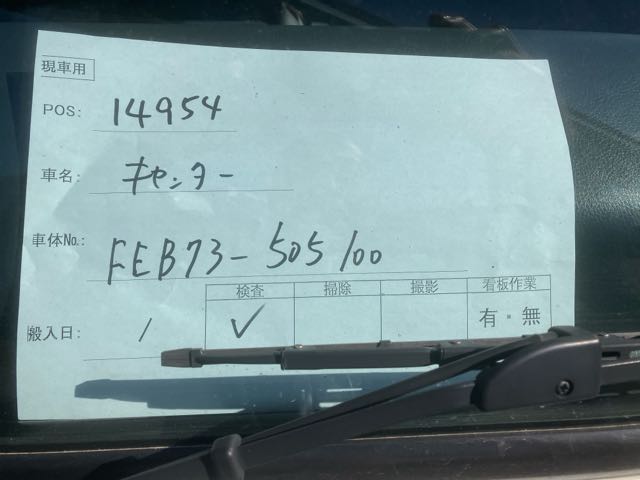 現車用
POS: 14954
車名: キャンター
車体No.: FEB73-505100
検査 掃除 撮影 看板作業
搬入日: / ✓ 有・無